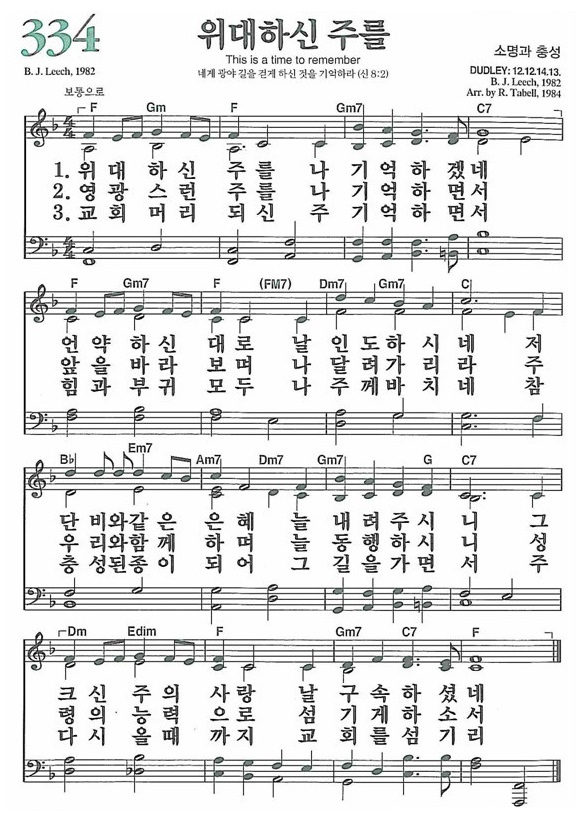 334
위대하신 주를
This is a time to remember
네게 광야 길을 걷게 하신 것을 기억하라 (신 8:2)
소명과 충성
B. J. Leech, 1982
DUDLEY: 12.12.14.13.
B. J. Leech, 1982
Arr. by R. Tabell, 1984
보통으로
F Gm F Gm7 C7
1. 위 대 하 신 주 를 나 기 억 하 겠 네
2. 영 광 스 런 주 를 나 기 억 하 면 서
3. 교 회 머 리 되 신 주 기 억 하 면 서
F Gm7 F (FM7) Dm7 Gm7 C
언 약 하 신 대 로 날 인 도 하 시 네 저
앞 을 바 라 보 며 나 달 려 가 리 라 주
힘 과 부 귀 모 두 나 주 께 바 치 네 참
B♭ Em7 Am7 Dm7 Gm7 G C7
단 비 와 같 은 은 혜 늘 내 려 주 시 니 그
우 리 와 함 께 하 며 늘 동 행 하 시 니 성
충 성 된 종 이 되 어 그 길 을 가 면 서 주
Dm Edim F Gm7 C7 F
크 신 주 의 사 랑 날 구 속 하 셨 네
령 의 능 력 으 로 섬 기 게 하 소 서
다 시 올 때 까 지 교 회 를 섬 기 리